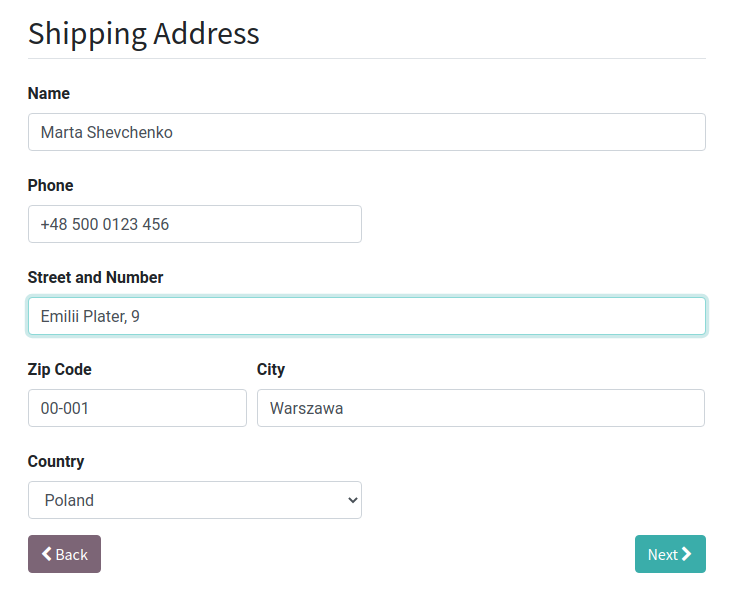 Shipping Address
Name
Marta Shevchenko
Phone
+48 500 0123 456
Street and Number
Emilii Plater, 9
Zip Code City
00-001 Warszawa
Country
Poland
Back Next